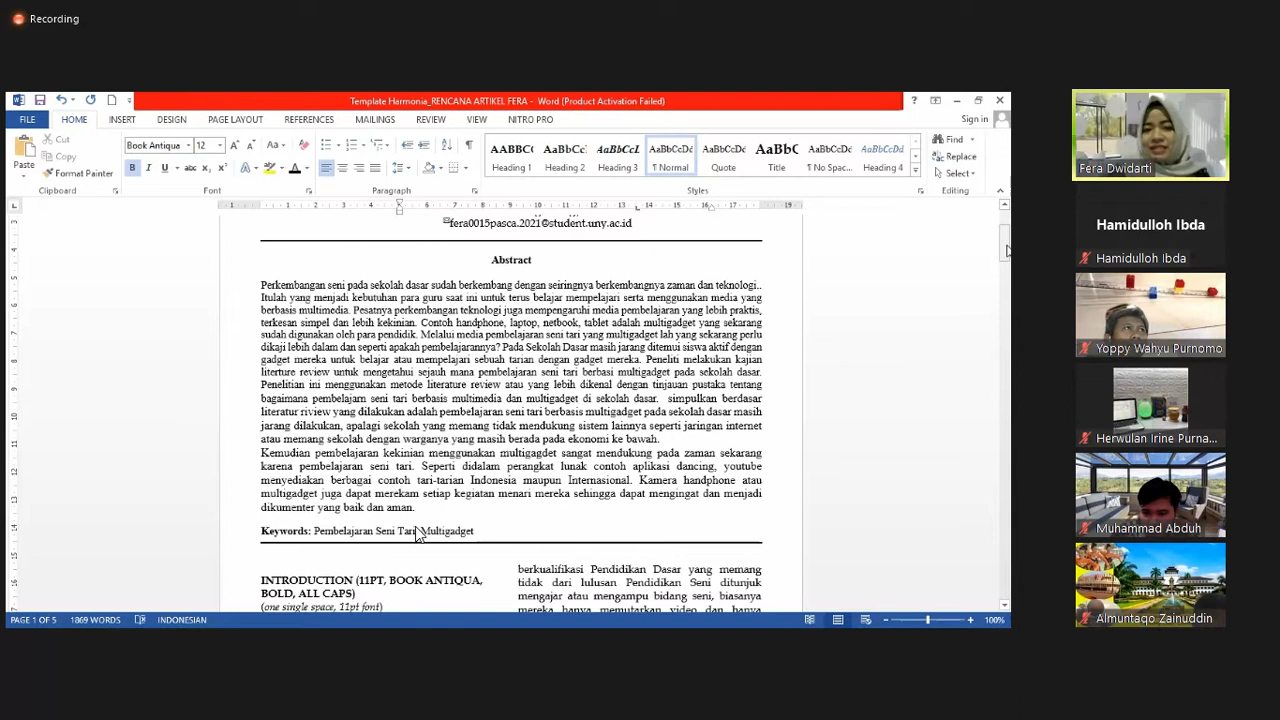 Recording
Template Harmonia_RENCANA ARTIKEL FERA - Word (Product Activation Failed)
FILE HOME INSERT DESIGN PAGE LAYOUT REFERENCES MAILINGS REVIEW VIEW NITRO PRO
Sign in
Cut
Copy
Format Painter
Paste
Clipboard
Book Antiqua 12
Font
Paragraph
AaBbCc Heading 1
AaBbCc Heading 2
AaBbCcL Heading 3
AaBbCcDc ¶ Normal
AaBbCcDc Quote
AaBbC Title
AaBbCcDc ¶ No Spac...
AaBbCcDc Heading 4
Styles
Find
Replace
Select
Editing
fera0015pasca.2021@student.uny.ac.id
Abstract
Perkembangan seni pada sekolah dasar sudah berkembang dengan seiringnya berkembangnya zaman dan teknologi..
Itulah yang menjadi kebutuhan para guru saat ini untuk terus belajar mempelajari serta menggunakan media yang
berbasis multimedia. Pesatnya perkembangan teknologi juga mempengaruhi media pembelajaran yang lebih praktis,
terkesan simpel dan lebih kekinian. Contoh handphone, laptop, netbook, tablet adalah multigadget yang sekarang
sudah digunakan oleh para pendidik. Melalui media pembelajaran seni tari yang multigadget lah yang sekarang perlu
dikaji lebih dalam dan seperti apakah pembelajarannya? Pada Sekolah Dasar masih jarang ditemui siswa aktif dengan
gadget mereka untuk belajar atau mempelajari sebuah tarian dengan gadget mereka. Peneliti melakukan kajian
literture review untuk mengetahui sejauh mana pembelajaran seni tari berbasi multigadget pada sekolah dasar.
Penelitian ini menggunakan metode literature review atau yang lebih dikenal dengan tinjauan pustaka tentang
bagaimana pembelajarn seni tari berbasis multimedia dan multigadget di sekolah dasar. simpulkan berdasar
literatur riview yang dilakukan adalah pembelajaran seni tari berbasis multigadget pada sekolah dasar masih
jarang dilakukan, apalagi sekolah yang memang tidak mendukung sistem lainnya seperti jaringan internet
atau memang sekolah dengan warganya yang masih berada pada ekonomi ke bawah.
Kemudian pembelajaran kekinian menggunakan multigagdet sangat mendukung pada zaman sekarang
karena pembelajaran seni tari. Seperti didalam perangkat lunak contoh aplikasi dancing, youtube
menyediakan berbagai contoh tari-tarian Indonesia maupun Internasional. Kamera handphone atau
multigadget juga dapat merekam setiap kegiatan menari mereka sehingga dapat mengingat dan menjadi
dikumenter yang baik dan aman.
Keywords: Pembelajaran Seni Tari, Multigadget
INTRODUCTION (11PT, BOOK ANTIQUA,
BOLD, ALL CAPS)
(one single space, 11pt font)
berkualifikasi Pendidikan Dasar yang memang
tidak dari lulusan Pendidikan Seni ditunjuk
mengajar atau mengampu bidang seni, biasanya
mereka hanya memutarkan video dan hanya
PAGE 1 OF 5 1869 WORDS INDONESIAN 100%
Fera Dwidarti
Hamidulloh Ibda
Hamidulloh Ibda
Yoppy Wahyu Purnomo
Herwulan Irine Purna...
Muhammad Abduh
Almuntaqo Zainuddin